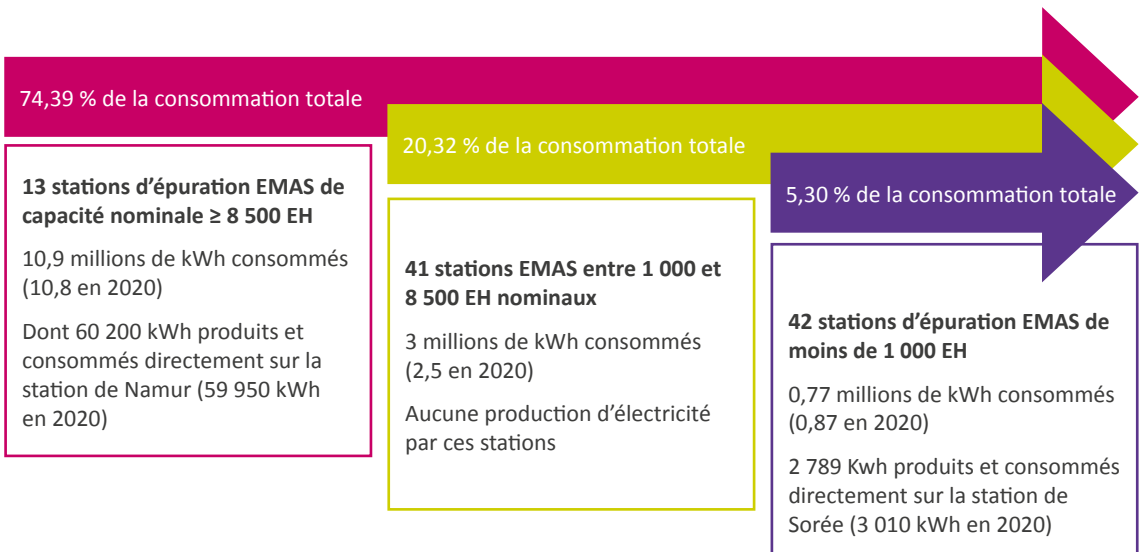 74,39 % de la consommation totale
13 stations d'épuration EMAS de
capacité nominale ≥ 8 500 EH
10,9 millions de kWh consommés
(10,8 en 2020)
Dont 60 200 kWh produits et
consommés directement sur la
station de Namur (59 950 kWh
en 2020)
20,32 % de la consommation totale
41 stations EMAS entre 1 000 et
8 500 EH nominaux
3 millions de kWh consommés
(2,5 en 2020)
Aucune production d'électricité
par ces stations
5,30 % de la consommation totale
42 stations d'épuration EMAS de
moins de 1 000 EH
0,77 millions de kWh consommés
(0,87 en 2020)
2 789 Kwh produits et consommés
directement sur la station de
Sorée (3 010 kWh en 2020)